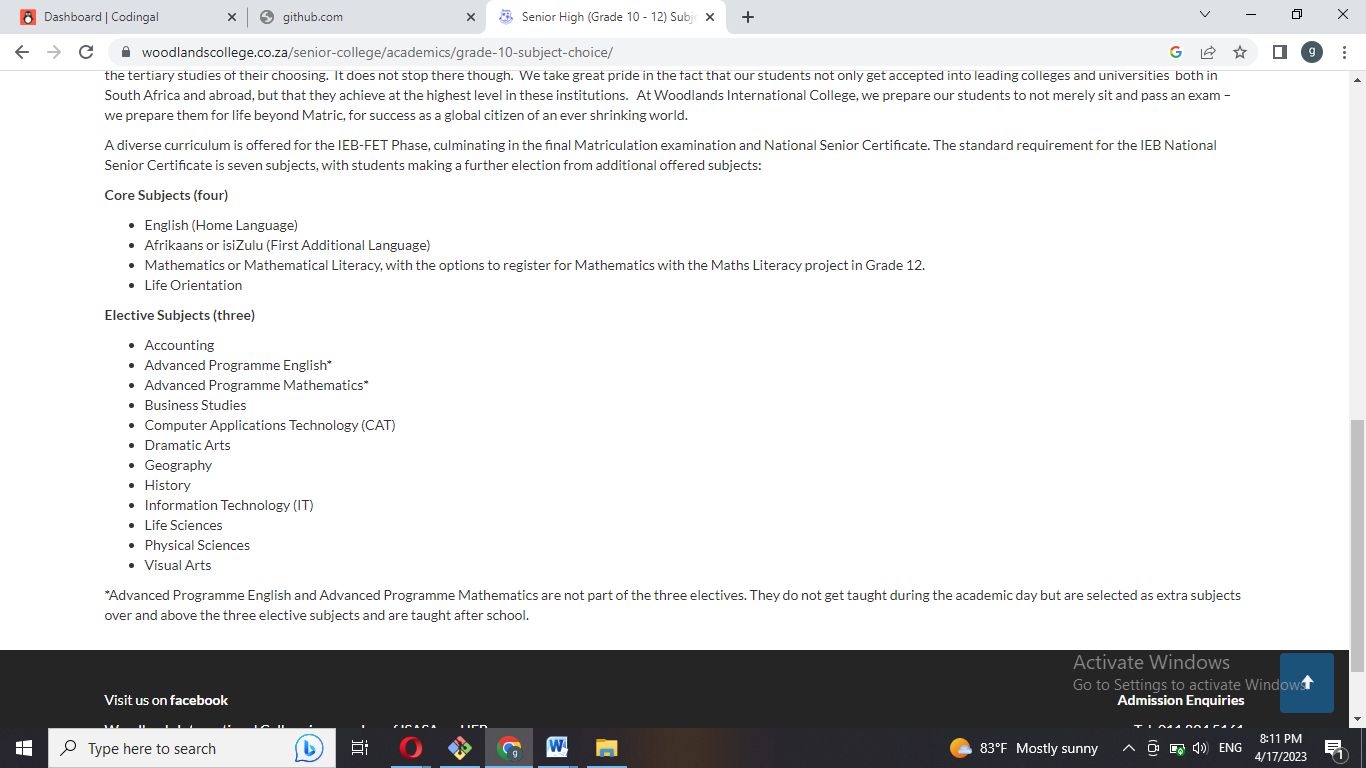 Dashboard | Codingal
github.com
Senior High (Grade 10 - 12) Subj
woodlandscollege.co.za/senior-college/academics/grade-10-subject-choice/
g
the tertiary studies of their choosing. It does not stop there though. We take great pride in the fact that our students not only get accepted into leading colleges and universities both in
South Africa and abroad, but that they achieve at the highest level in these institutions. At Woodlands International College, we prepare our students to not merely sit and pass an exam –
we prepare them for life beyond Matric, for success as a global citizen of an ever shrinking world.
A diverse curriculum is offered for the IEB-FET Phase, culminating in the final Matriculation examination and National Senior Certificate. The standard requirement for the IEB National
Senior Certificate is seven subjects, with students making a further election from additional offered subjects:
Core Subjects (four)
English (Home Language)
Afrikaans or isiZulu (First Additional Language)
Mathematics or Mathematical Literacy, with the options to register for Mathematics with the Maths Literacy project in Grade 12.
Life Orientation
Elective Subjects (three)
Accounting
Advanced Programme English*
Advanced Programme Mathematics*
Business Studies
Computer Applications Technology (CAT)
Dramatic Arts
Geography
History
Information Technology (IT)
Life Sciences
Physical Sciences
Visual Arts
*Advanced Programme English and Advanced Programme Mathematics are not part of the three electives. They do not get taught during the academic day but are selected as extra subjects
over and above the three elective subjects and are taught after school.
Activate Windows
Go to Settings to activate Windows.
Visit us on facebook
Admission Enquiries
Type here to search
83°F Mostly sunny
ENG
8:11 PM
4/17/2023
1